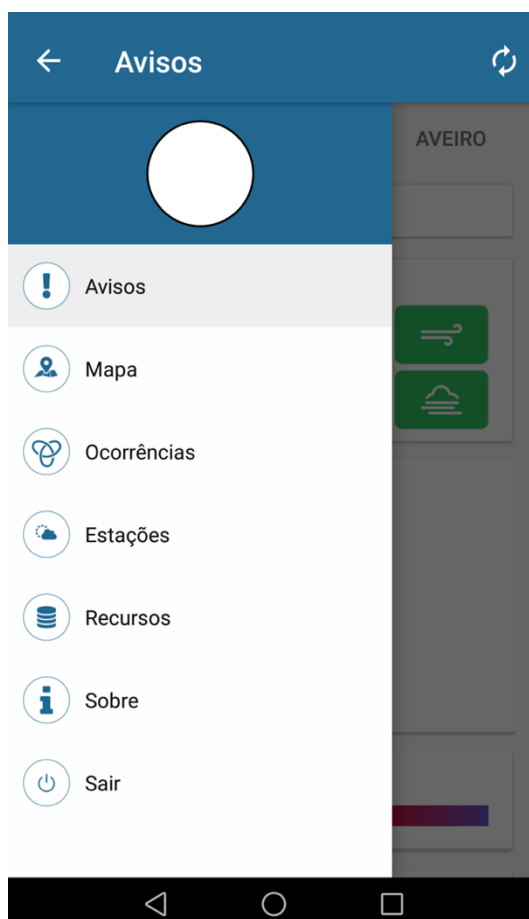 Avisos
AVEIRO
Avisos
Mapa
Ocorrências
Estações
Recursos
Sobre
Sair